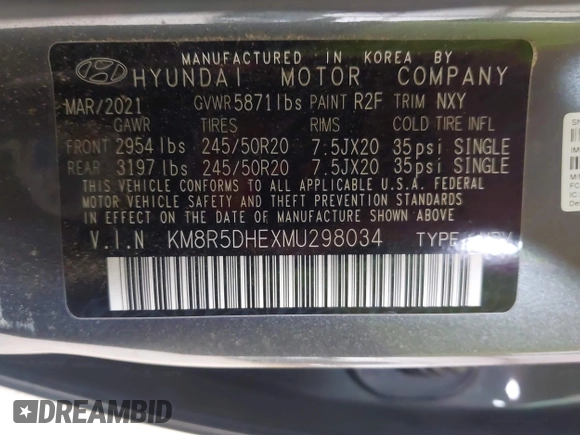 MANUFACTURED IN KOREA BY
HYUNDAI MOTOR COMPANY
MAR/2021 GVWR 5871 lbs PAINT R2F TRIM NXY
GAWR TIRES RIMS COLD TIRE INFL
FRONT 2954 lbs 245/50R20 7.5JX20 35psi SINGLE
REAR 3197 lbs 245/50R20 7.5JX20 35psi SINGLE
THIS VEHICLE CONFORMS TO ALL APPLICABLE U.S.A. FEDERAL
MOTOR VEHICLE SAFETY, BUMPER, AND THEFT PREVENTION STANDARDS
IN EFFECT ON THE DATE OF MANUFACTURE SHOWN ABOVE.
V.I.N KM8R5DHEXMU298034 TYPE:
DREAMBID